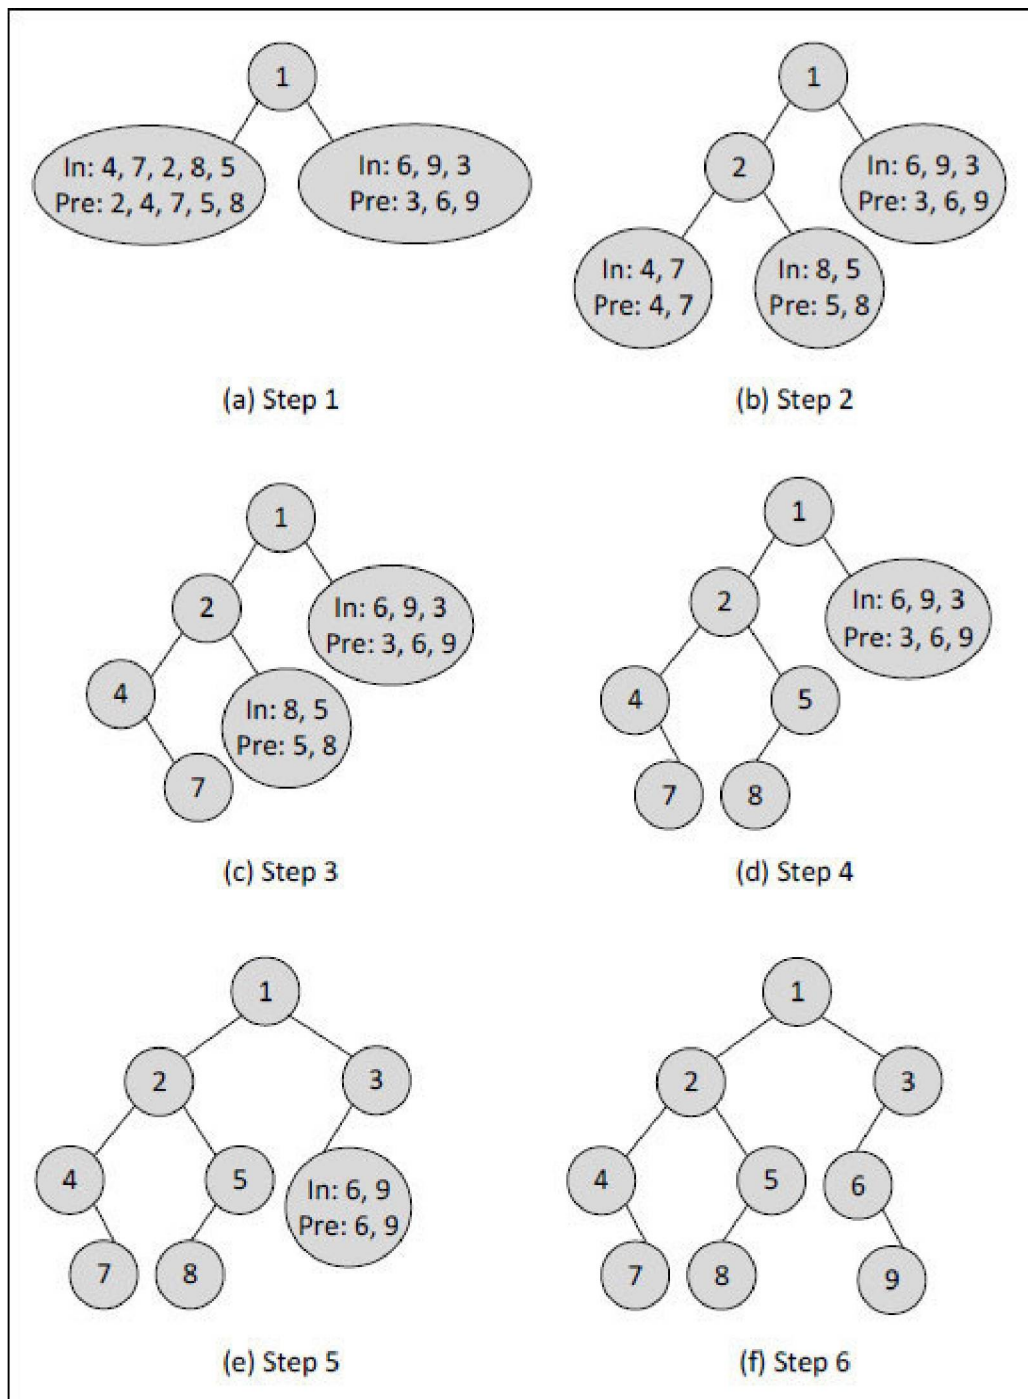 1
In: 4, 7, 2, 8, 5
Pre: 2, 4, 7, 5, 8
In: 6, 9, 3
Pre: 3, 6, 9
(a) Step 1
1
2
In: 6, 9, 3
Pre: 3, 6, 9
In: 4, 7
Pre: 4, 7
In: 8, 5
Pre: 5, 8
(b) Step 2
1
2
In: 6, 9, 3
Pre: 3, 6, 9
4
In: 8, 5
Pre: 5, 8
7
(c) Step 3
1
2
In: 6, 9, 3
Pre: 3, 6, 9
4
5
7
8
(d) Step 4
1
2
3
4
5
In: 6, 9
Pre: 6, 9
7
8
(e) Step 5
1
2
3
4
5
6
7
8
9
(f) Step 6